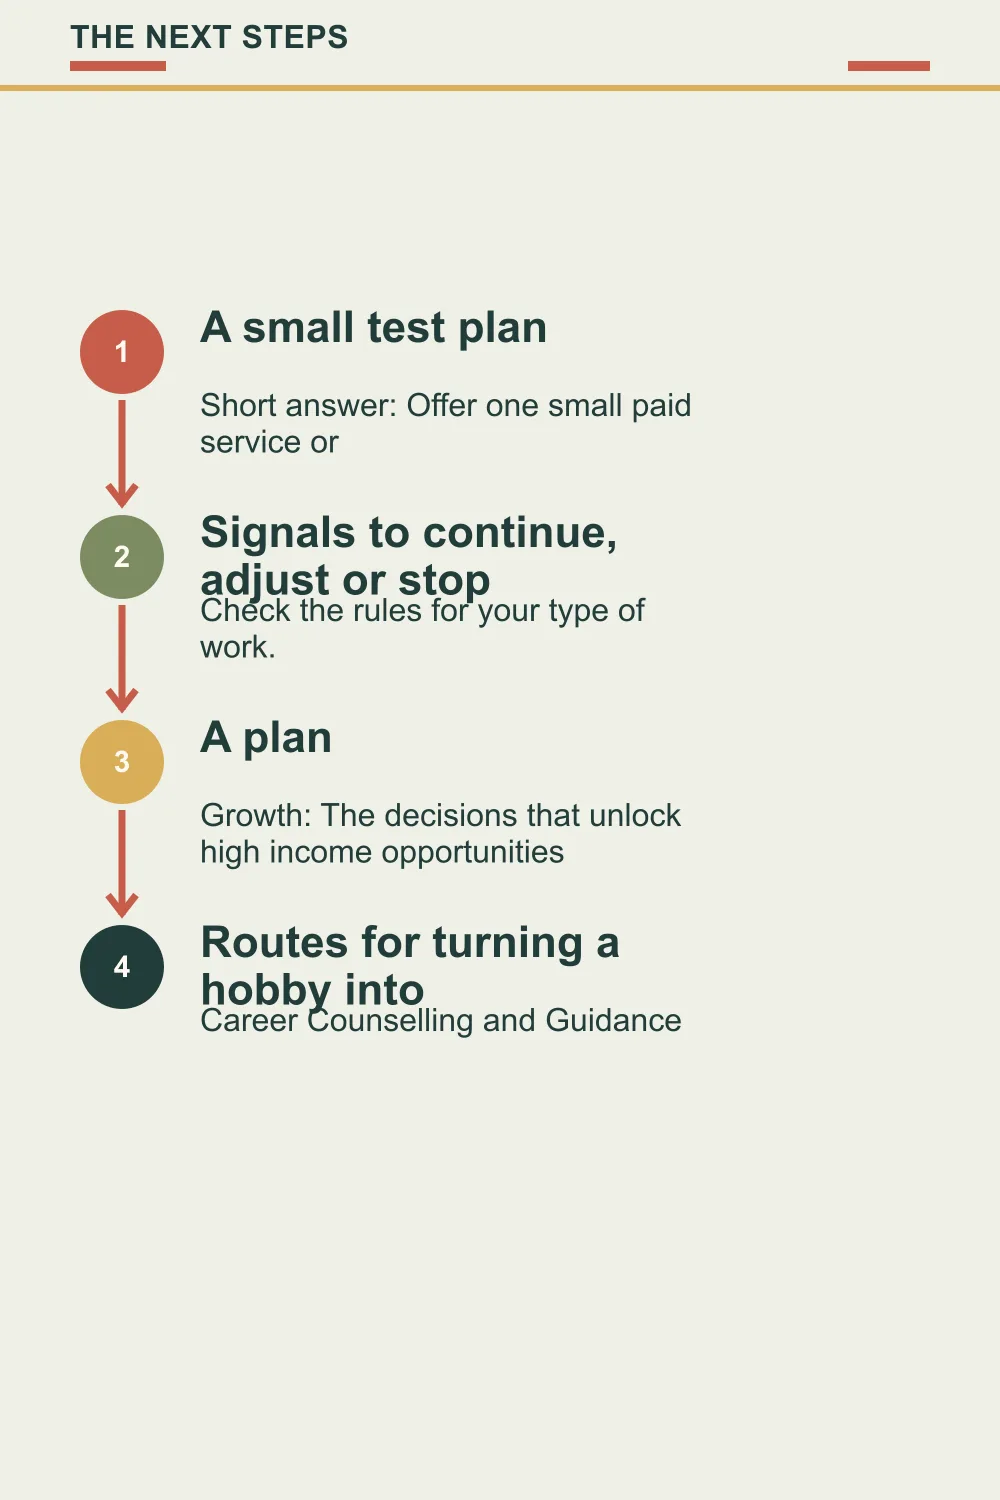 THE NEXT STEPS
1
A small test plan
Short answer: Offer one small paid
service or
2
Signals to continue,
adjust or stop
Check the rules for your type of
work.
3
A plan
Growth: The decisions that unlock
high income opportunities
4
Routes for turning a
hobby into
Career Counselling and Guidance